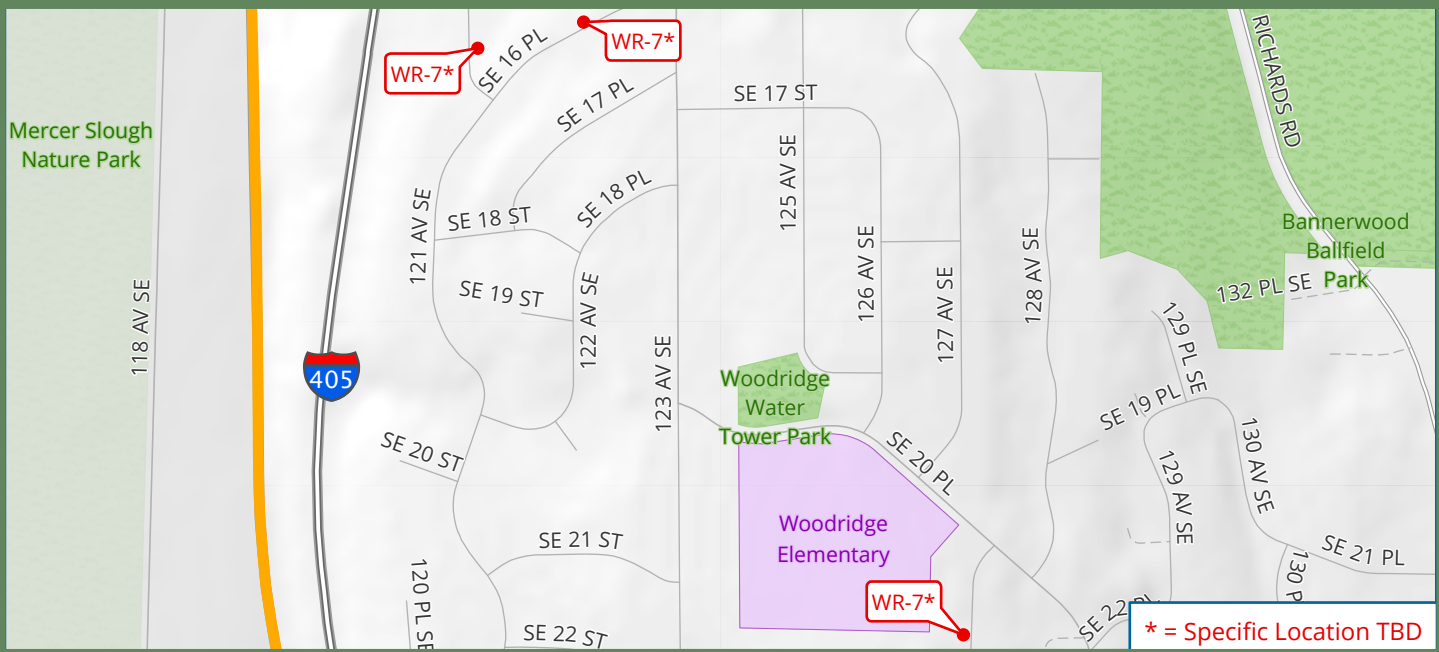 WR-7*
WR-7*
SE 16 PL
SE 17 PL
SE 17 ST
RICHARDS RD
Mercer Slough
Nature Park
125 AV SE
SE 18 PL
121 AV SE
SE 18 ST
126 AV SE
128 AV SE
Bannerwood
Ballfield
Park
127 AV SE
118 AV SE
SE 19 ST
122 AV SE
132 PL SE
129 PL SE
123 AV SE
405
Woodridge
Water
Tower Park
SE 19 PL
SE 20 ST
SE 20 PL
130 AV SE
129 AV SE
Woodridge
Elementary
SE 21 ST
SE 21 PL
120 PL SE
130 P
WR-7*
SE 22 PL
SE 22 ST
* = Specific Location TBD